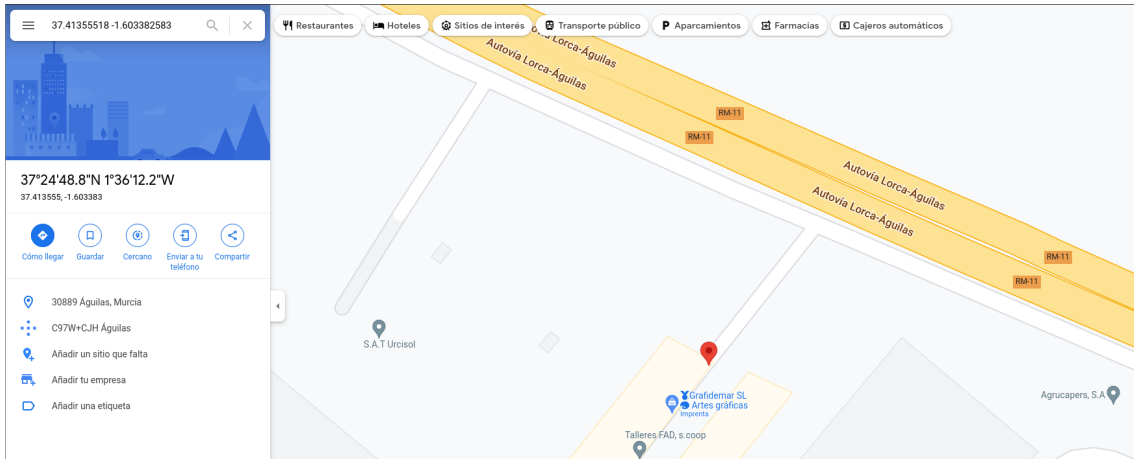 37.41355518 -1.603382583
Restaurantes
Hoteles
Sitios de interés
Transporte público
Aparcamientos
Farmacias
Cajeros automáticos
37°24'48.8"N 1°36'12.2"W
37.413555, -1.603383
Cómo llegar
Guardar
Cercano
Enviar a tu
teléfono
Compartir
30889 Águilas, Murcia
C97W+CJH Águilas
Añadir un sitio que falta
Añadir tu empresa
Añadir una etiqueta
Autovía Lorca-Águilas
Autovía Lorca-Águilas
RM-11
RM-11
Autovía Lorca-Águilas
Autovía Lorca-Águilas
RM-11
RM-11
S.A.T Urcisol
Grafidemar SL
Artes gráficas
Imprenta
Agrucapers, S.A
Talleres FAD, s.coop